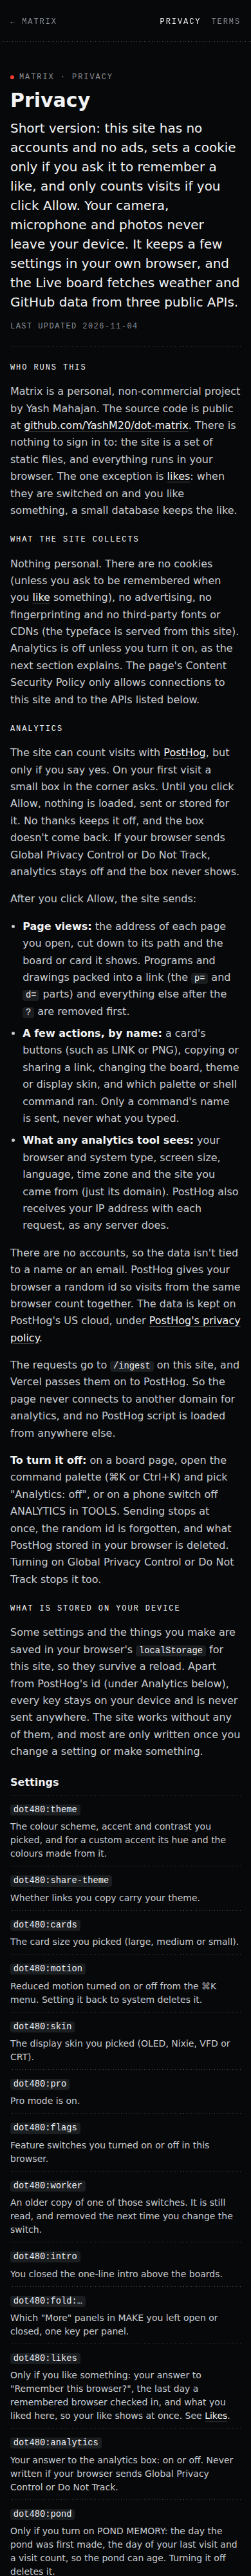 ← MATRIX PRIVACY TERMS
MATRIX · PRIVACY
Privacy
Short version: this site has no
accounts and no ads, sets a cookie
only if you ask it to remember a
like, and only counts visits if you
click Allow. Your camera,
microphone and photos never
leave your device. It keeps a few
settings in your own browser, and
the Live board fetches weather and
GitHub data from three public APIs.
LAST UPDATED 2026-11-04
WHO RUNS THIS
Matrix is a personal, non-commercial project
by Yash Mahajan. The source code is public
at github.com/YashM20/dot-matrix. There is
nothing to sign in to: the site is a set of
static files, and everything runs in your
browser. The one exception is likes: when
they are switched on and you like
something, a small database keeps the like.
WHAT THE SITE COLLECTS
Nothing personal. There are no cookies
(unless you ask to be remembered when
you like something), no advertising, no
fingerprinting and no third-party fonts or
CDNs (the typeface is served from this site).
Analytics is off unless you turn it on, as the
next section explains. The page's Content
Security Policy only allows connections to
this site and to the APIs listed below.
ANALYTICS
The site can count visits with PostHog, but
only if you say yes. On your first visit a
small box in the corner asks. Until you click
Allow, nothing is loaded, sent or stored for
it. No thanks keeps it off, and the box
doesn't come back. If your browser sends
Global Privacy Control or Do Not Track,
analytics stays off and the box never shows.
After you click Allow, the site sends:
• Page views: the address of each page
you open, cut down to its path and the
board or card it shows. Programs and
drawings packed into a link (the p= and
d= parts) and everything else after the
? are removed first.
• A few actions, by name: a card's
buttons (such as LINK or PNG), copying or
sharing a link, changing the board, theme
or display skin, and which palette or shell
command ran. Only a command's name
is sent, never what you typed.
• What any analytics tool sees: your
browser and system type, screen size,
language, time zone and the site you
came from (just its domain). PostHog also
receives your IP address with each
request, as any server does.
There are no accounts, so the data isn't tied
to a name or an email. PostHog gives your
browser a random id so visits from the same
browser count together. The data is kept on
PostHog's US cloud, under PostHog's privacy
policy.
The requests go to /ingest on this site, and
Vercel passes them on to PostHog. So the
page never connects to another domain for
analytics, and no PostHog script is loaded
from anywhere else.
To turn it off: on a board page, open the
command palette (⌘K or Ctrl+K) and pick
"Analytics: off", or on a phone switch off
ANALYTICS in TOOLS. Sending stops at
once, the random id is forgotten, and what
PostHog stored in your browser is deleted.
Turning on Global Privacy Control or Do Not
Track stops it too.
WHAT IS STORED ON YOUR DEVICE
Some settings and the things you make are
saved in your browser's localStorage for
this site, so they survive a reload. Apart
from PostHog's id (under Analytics below),
every key stays on your device and is never
sent anywhere. The site works without any
of them, and most are only written once you
change a setting or make something.
Settings
dot480:theme
The colour scheme, accent and contrast you
picked, and for a custom accent its hue and the
colours made from it.
dot480:share-theme
Whether links you copy carry your theme.
dot480:cards
The card size you picked (large, medium or small).
dot480:motion
Reduced motion turned on or off from the ⌘K
menu. Setting it back to system deletes it.
dot480:skin
The display skin you picked (OLED, Nixie, VFD or
CRT).
dot480:pro
Pro mode is on.
dot480:flags
Feature switches you turned on or off in this
browser.
dot480:worker
An older copy of one of those switches. It is still
read, and removed the next time you change the
switch.
dot480:intro
You closed the one-line intro above the boards.
dot480:fold:…
Which "More" panels in MAKE you left open or
closed, one key per panel.
dot480:likes
Only if you like something: your answer to
"Remember this browser?", the last day a
remembered browser checked in, and what you
liked here, so your like shows at once. See Likes.
dot480:analytics
Your answer to the analytics box: on or off. Never
written if your browser sends Global Privacy
Control or Do Not Track.
dot480:pond
Only if you turn on POND MEMORY: the day the
pond was first made, the day of your last visit and
a visit count, so the pond can age. Turning it off
deletes it.